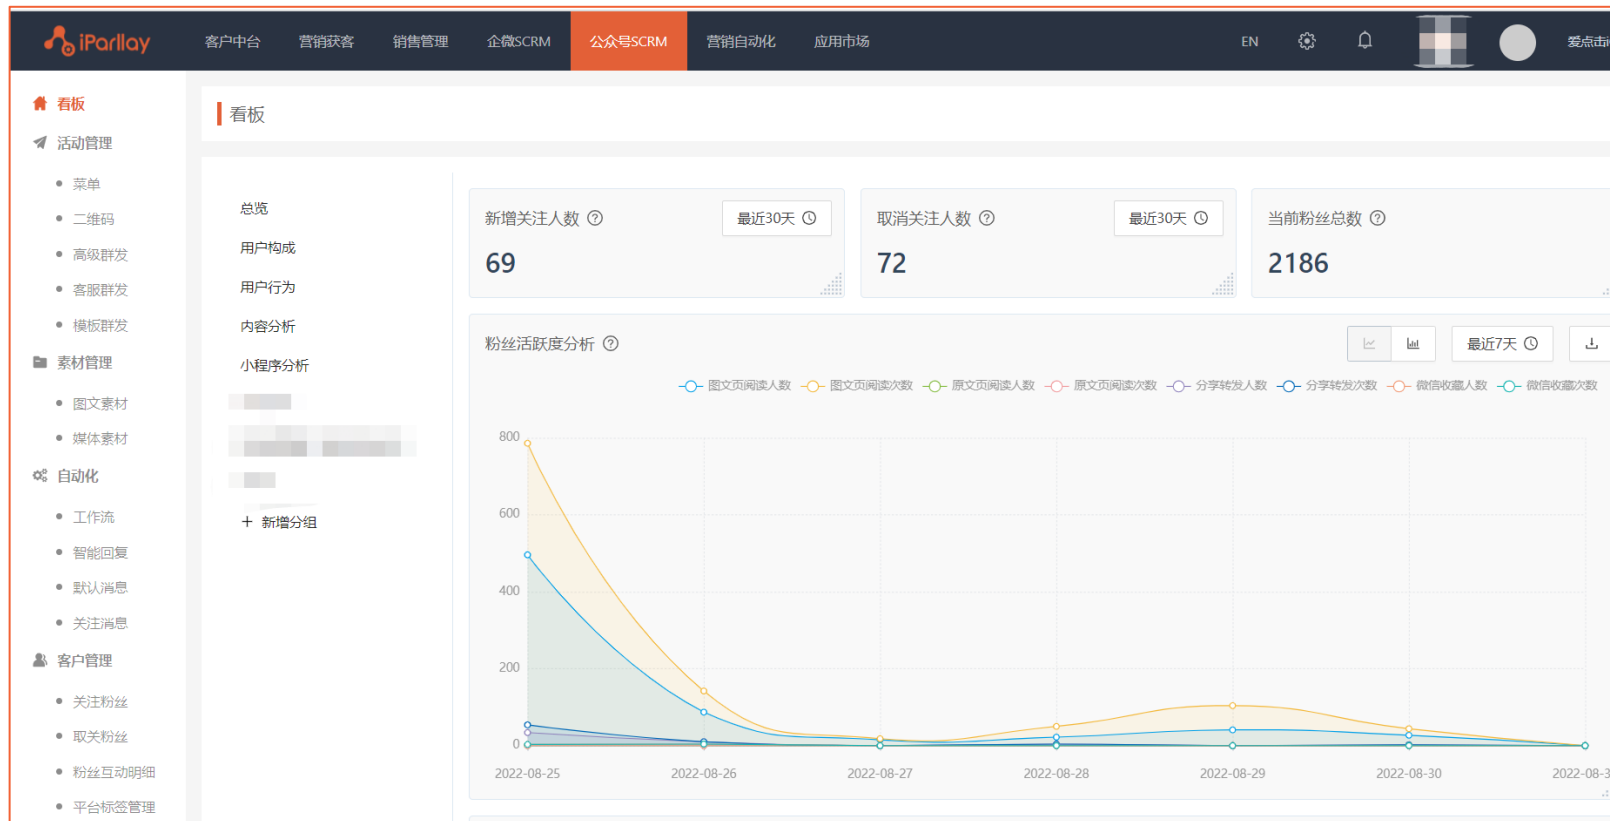 iParllay 客户中台 营销获客 销售管理 企微SCRM 公众号SCRM 营销自动化 应用市场 EN 爱点击i
看板
活动管理
菜单
二维码
高级群发
客服群发
模板群发
素材管理
图文素材
媒体素材
自动化
工作流
智能回复
默认消息
关注消息
客户管理
关注粉丝
取关粉丝
粉丝互动明细
平台标签管理
看板
总览
用户构成
用户行为
内容分析
小程序分析
+ 新增分组
新增关注人数 最近30天
69
取消关注人数 最近30天
72
当前粉丝总数
2186
粉丝活跃度分析 最近7天
图文页阅读人数 图文页阅读次数 原文页阅读人数 原文页阅读次数 分享转发人数 分享转发次数 微信收藏人数 微信收藏次数
800
600
400
200
0
2022-08-25 2022-08-26 2022-08-27 2022-08-28 2022-08-29 2022-08-30 2022-08-3